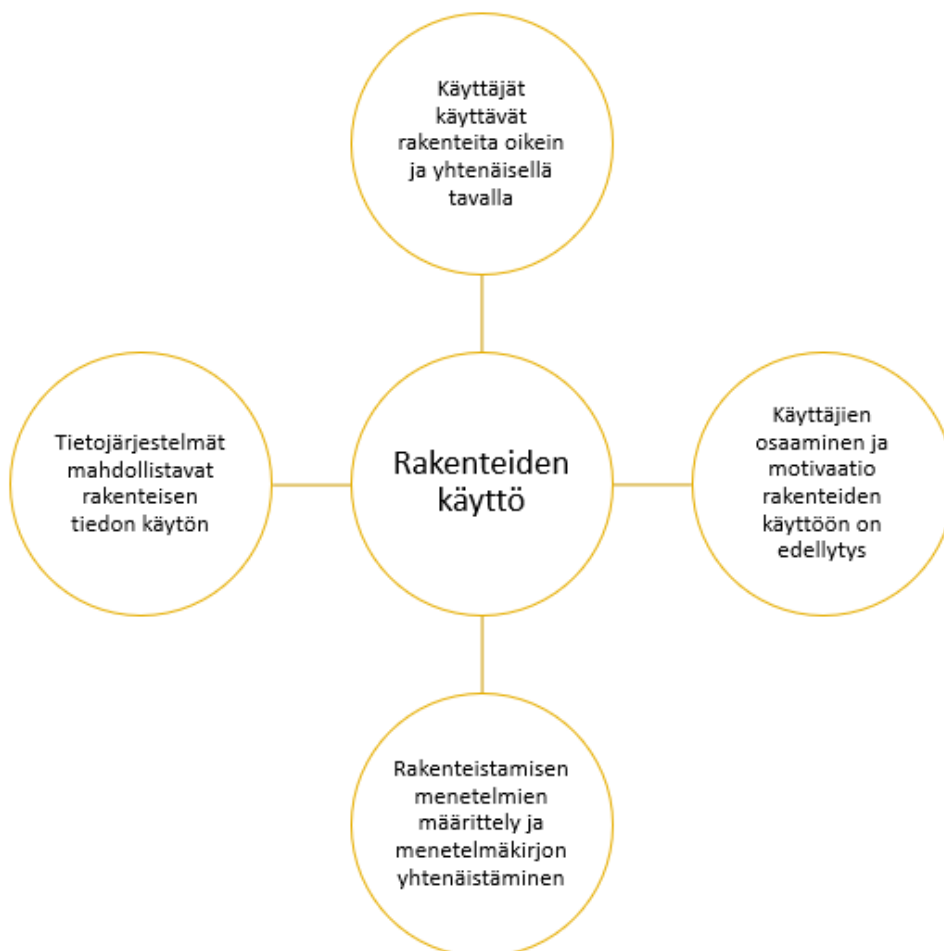 Käyttäjät
käyttävät
rakenteita oikein
ja yhtenäisellä
tavalla
Tietojärjestelmät
mahdollistavat
rakenteisen
tiedon käytön
Rakenteiden
käyttö
Käyttäjien
osaaminen ja
motivaatio
rakenteiden
käyttöön on
edellytys
Rakenteistamisen
menetelmien
määrittely ja
menetelmäkirjon
yhtenäistäminen